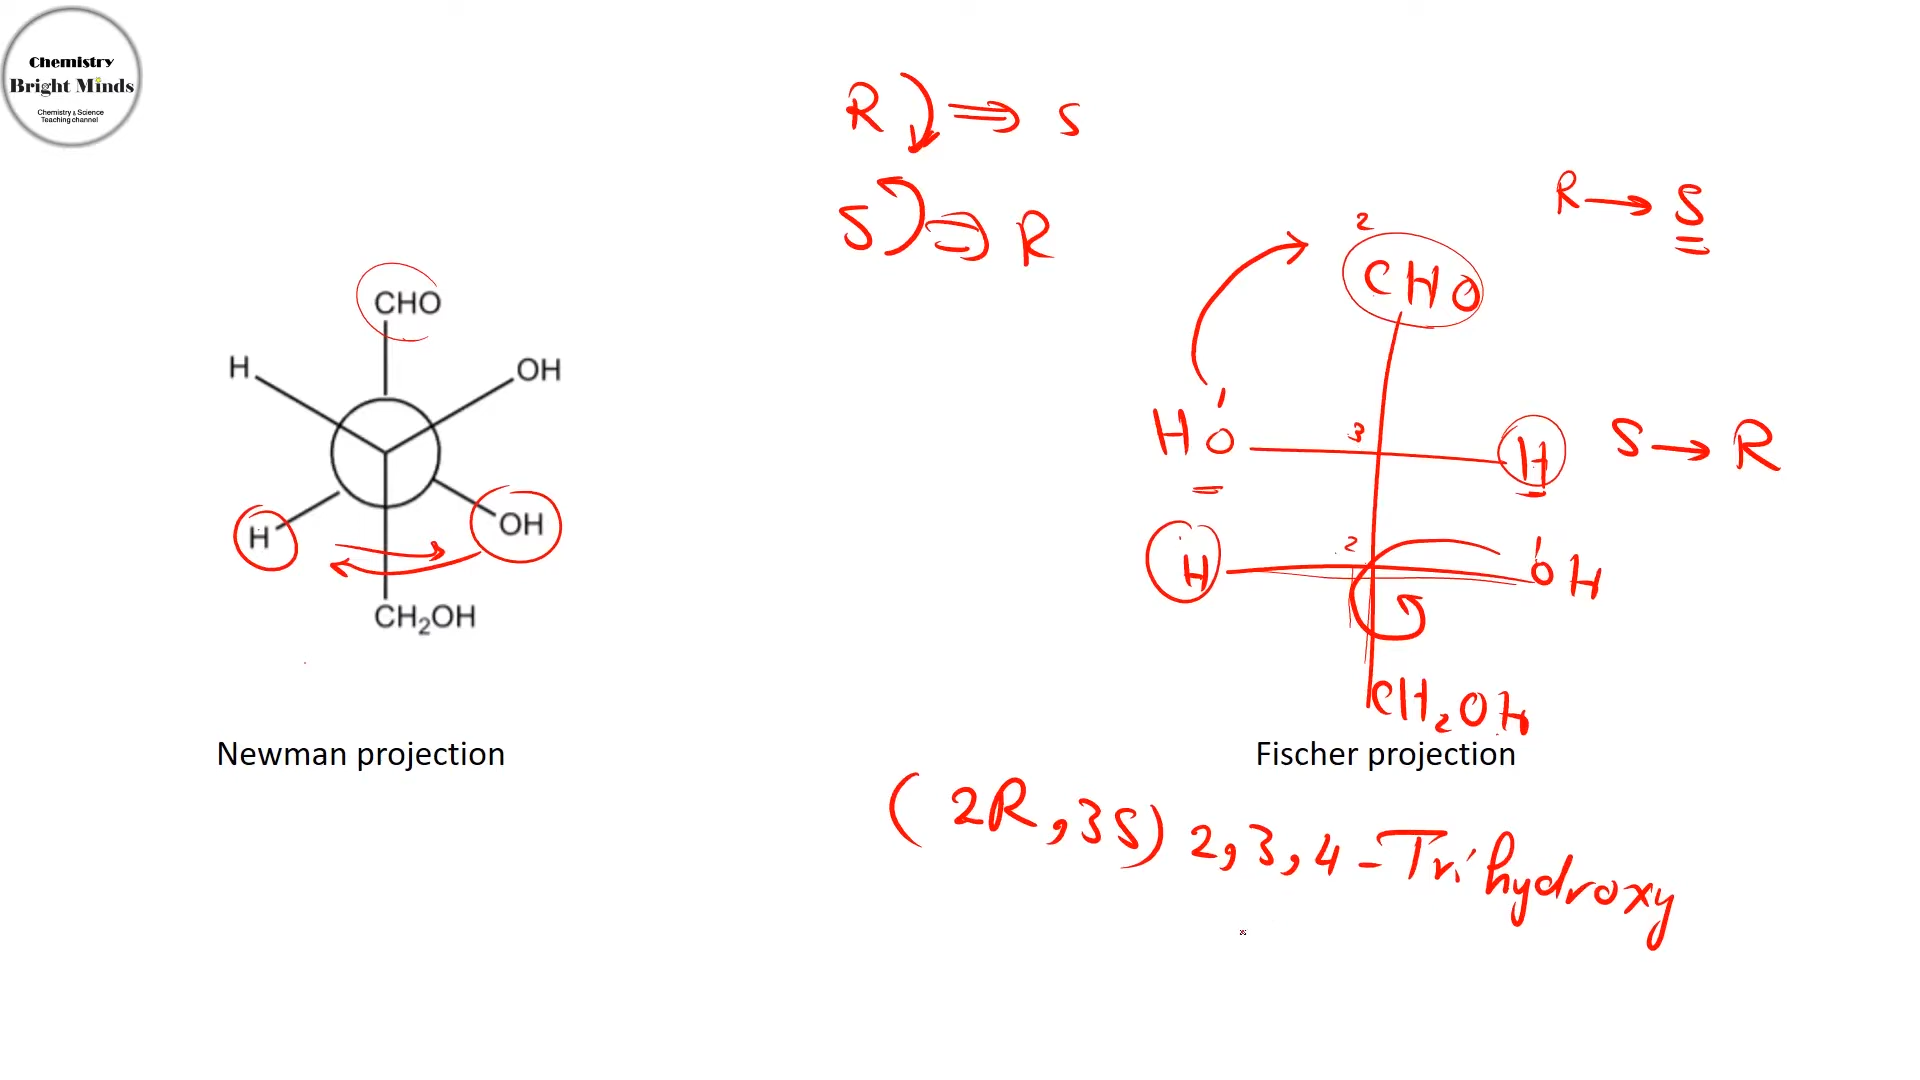 Chemistry
Bright Minds
Chemistry & Science
Teaching channel
R ⇒ S
S ⇒ R
R → S
2
CHO
CHO
H
OH
HO
3
H
S → R
H
OH
H
2
OH
CH₂OH
CH₂OH
Newman projection
Fischer projection
(2R,3S) 2,3,4-Trihydroxy